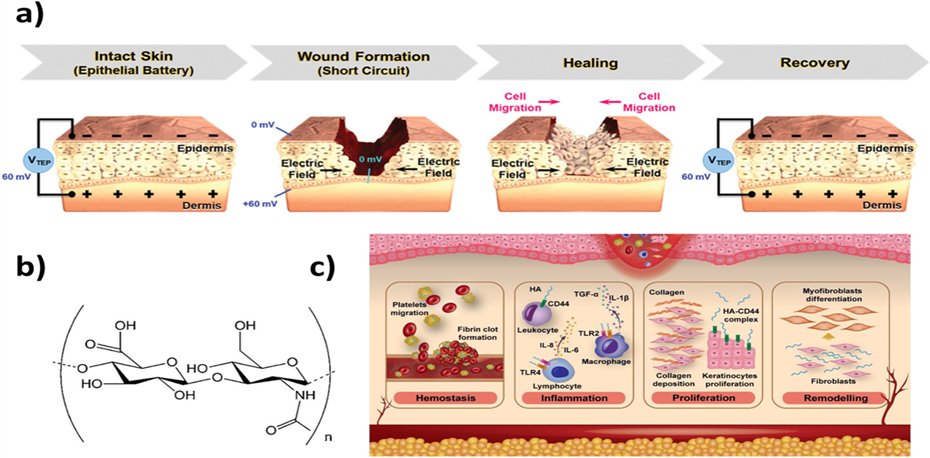 a)
Intact Skin
(Epithelial Battery)
Wound Formation
(Short Circuit)
Healing
Recovery
VTEP
60 mV
- - - - -
Epidermis
+ + + + +
Dermis
0 mV
0 mV
Electric
Field
Electric
Field
+60 mV
Cell
Migration
Cell
Migration
Electric
Field
Electric
Field
VTEP
60 mV
- - - - -
Epidermis
+ + + + +
Dermis
b)
OH
O
O
HO
O
OH
O
HO
OH
O
O
NH
O
n
c)
Platelets
migration
Fibrin clot
formation
Hemostasis
HA
CD44
Leukocyte
TGF-α
IL-1β
TLR2
Macrophage
IL-8
IL-6
TLR4
Lymphocyte
Inflammation
Collagen
HA-CD44
complex
Collagen
deposition
Keratinocytes
proliferation
Proliferation
Myofibroblasts
differentiation
Fibroblasts
Remodelling